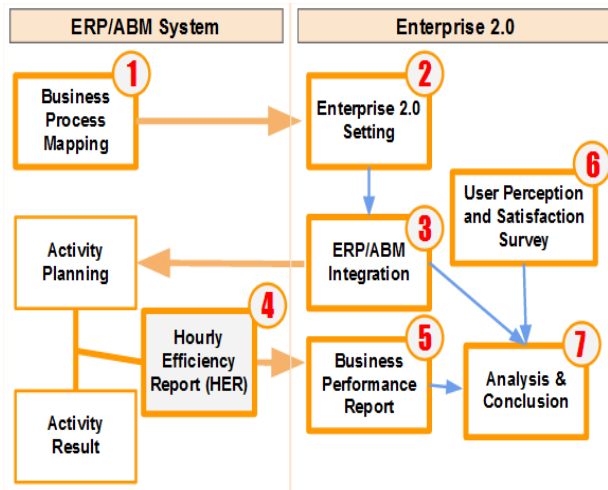 ERP/ABM System
Enterprise 2.0
1
Business
Process
Mapping
2
Enterprise 2.0
Setting
6
User Perception
and Satisfaction
Survey
Activity
Planning
3
ERP/ABM
Integration
4
Hourly
Efficiency
Report (HER)
5
Business
Performance
Report
7
Analysis &
Conclusion
Activity
Result